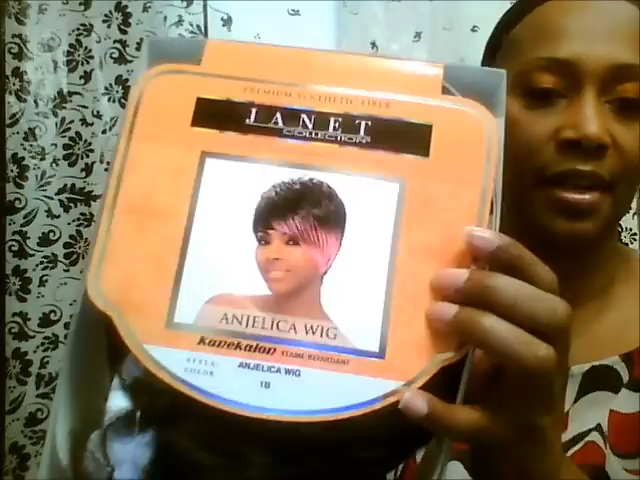 PREMIUM SYNTHETIC FIBER
JANET
COLLECTION
ANJELICA WIG
Kanekalon FLAME RETARDANT
STYLE: ANJELICA WIG
COLOR 1B